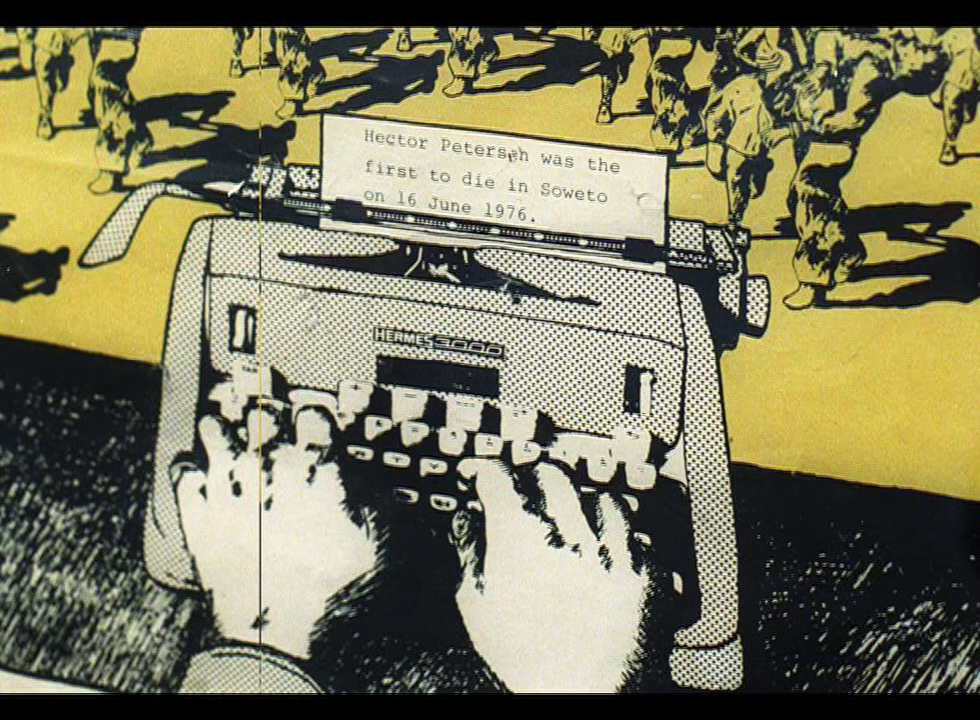 Hector Petersen was the
first to die in Soweto
on 16 June 1976.
HERMES 3000